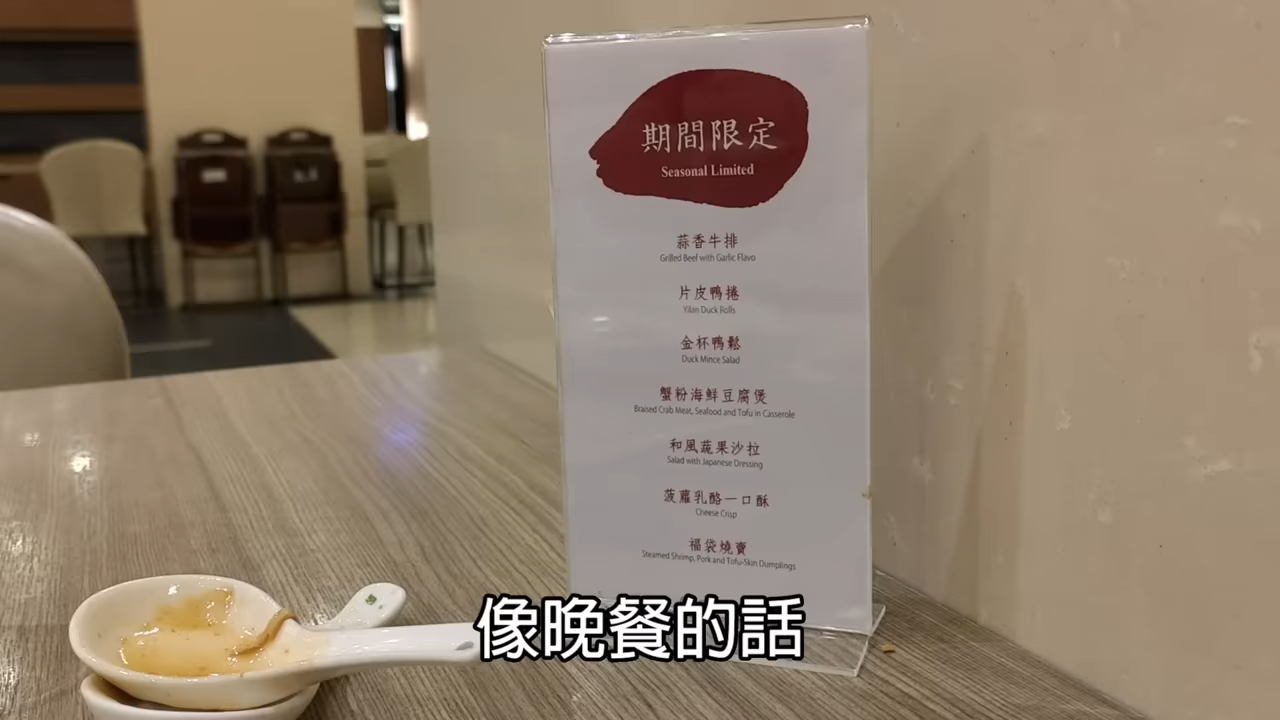 期間限定
Seasonal Limited
蒜香牛排
Grilled Beef with Garlic Flavo
片皮鴨捲
Yilan Duck Rolls
金杯鴨鬆
Duck Mince Salad
蟹粉海鮮豆腐煲
Braised Crab Meat, Seafood and Tofu in Casserole
和風蔬果沙拉
Salad with Japanese Dressing
菠蘿乳酪一口酥
Cheese Crisp
福袋燒賣
Steamed Shrimp, Pork and Tofu-Skin Dumplings
像晚餐的話